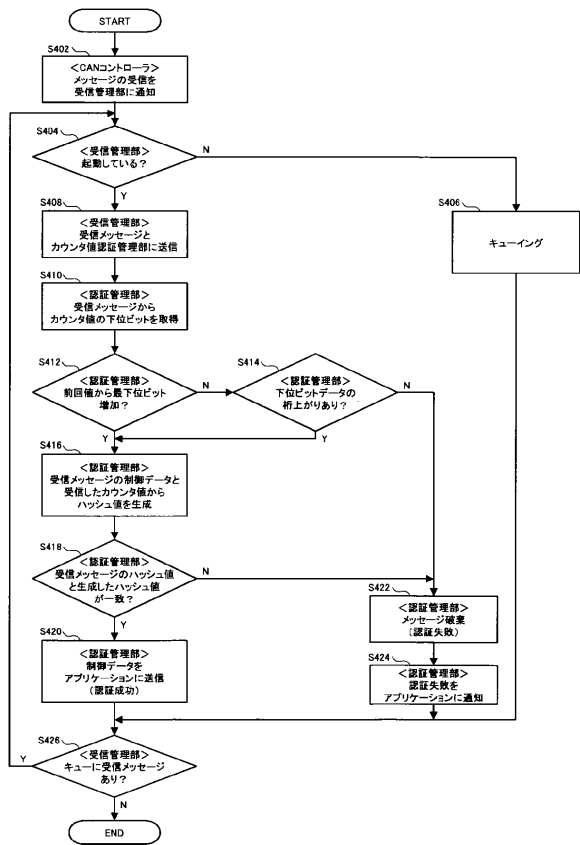 START
S402
<CANコントローラ>
メッセージの受信を
受信管理部に通知
S404
<受信管理部>
起動している?
N
Y
S406
キューイング
S408
<受信管理部>
受信メッセージと
カウンタ値認証管理部に送信
S410
<認証管理部>
受信メッセージから
カウンタ値の下位ビットを取得
S412
<認証管理部>
前回値から最下位ビット
増加?
N
Y
S414
<認証管理部>
下位ビットデータの
桁上がりあり?
N
Y
S416
<認証管理部>
受信メッセージの制御データと
受信したカウンタ値から
ハッシュ値を生成
S418
<認証管理部>
受信メッセージのハッシュ値
と生成したハッシュ値
が一致?
N
Y
S420
<認証管理部>
制御データを
アプリケーションに送信
(認証成功)
S422
<認証管理部>
メッセージ破棄
(認証失敗)
S424
<認証管理部>
認証失敗を
アプリケーションに通知
S426
<受信管理部>
キューに受信メッセージ
あり?
Y
N
END